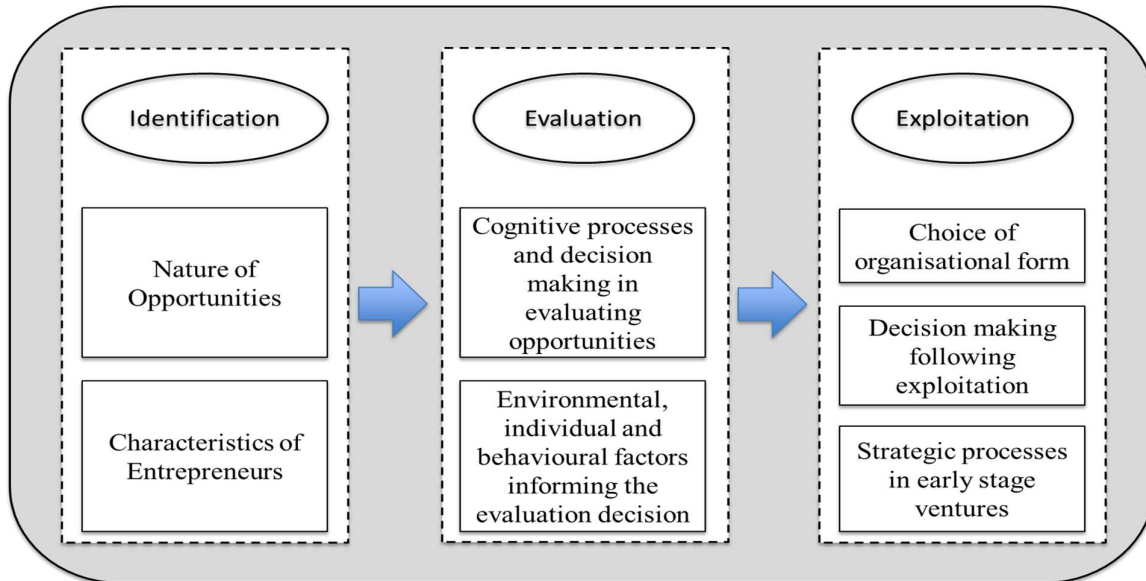 Identification
Nature of
Opportunities
Characteristics of
Entrepreneurs
Evaluation
Cognitive processes
and decision
making in
evaluating
opportunities
Environmental,
individual and
behavioural factors
informing the
evaluation decision
Exploitation
Choice of
organisational form
Decision making
following
exploitation
Strategic processes
in early stage
ventures